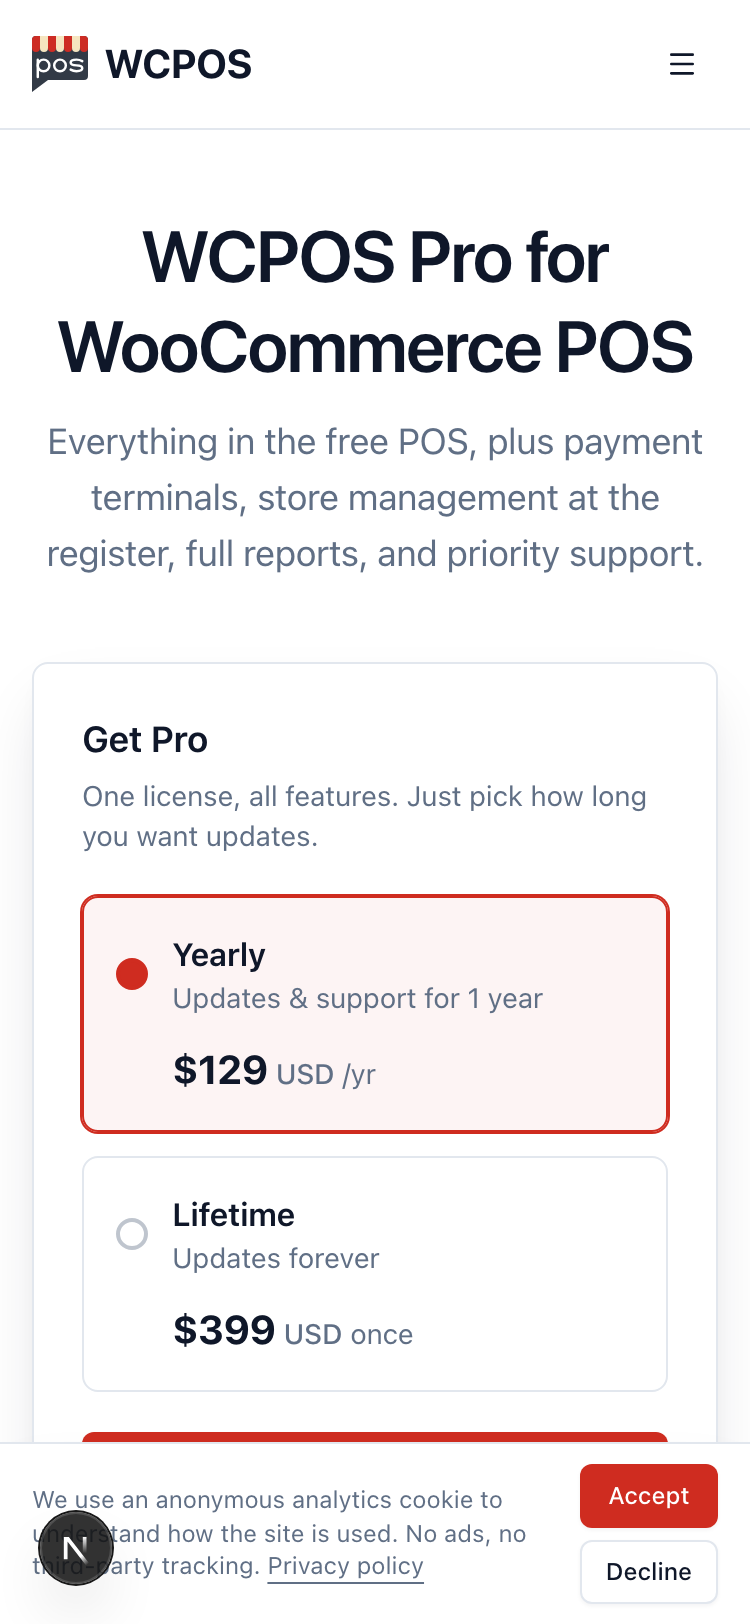 pos WCPOS
WCPOS Pro for
WooCommerce POS
Everything in the free POS, plus payment
terminals, store management at the
register, full reports, and priority support.
Get Pro
One license, all features. Just pick how long
you want updates.
Yearly
Updates & support for 1 year
$129 USD /yr
Lifetime
Updates forever
$399 USD once
We use an anonymous analytics cookie to
understand how the site is used. No ads, no
third-party tracking. Privacy policy
Accept
Decline
N